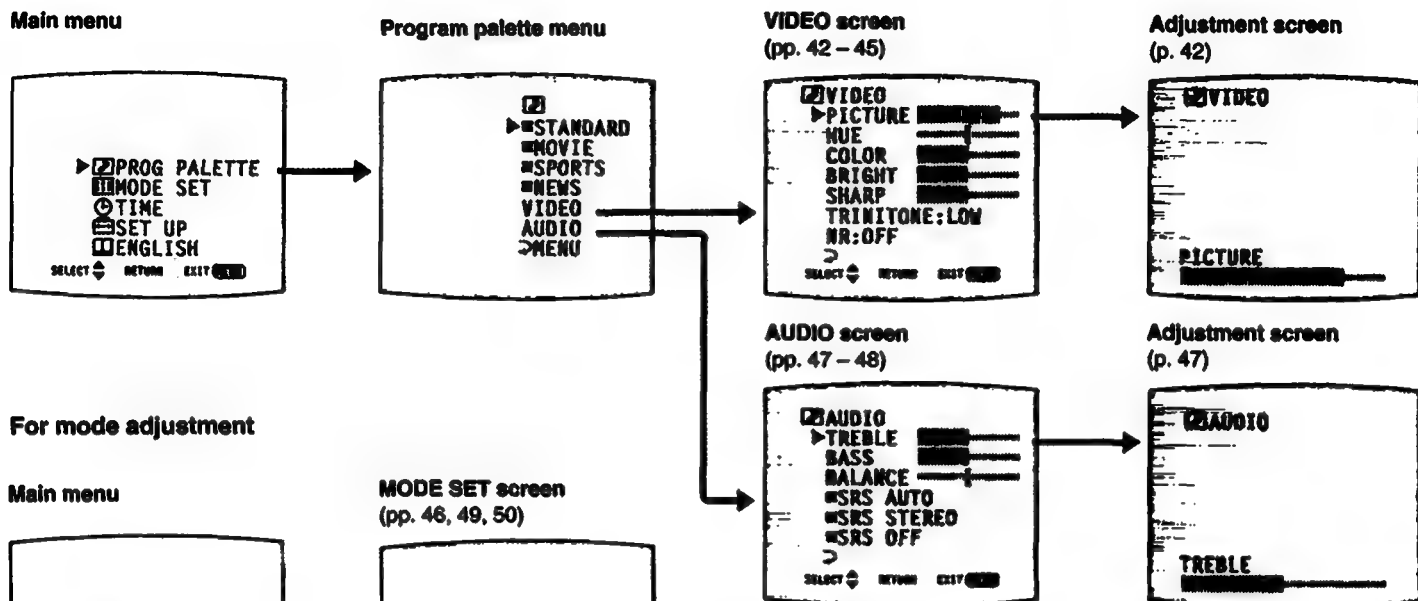 Main menu
PROG PALETTE
MODE SET
TIME
SET UP
ENGLISH
SELECT RETURN EXIT
Program palette menu
STANDARD
MOVIE
SPORTS
NEWS
VIDEO
AUDIO
MENU
VIDEO screen
(pp. 42 – 45)
VIDEO
PICTURE
HUE
COLOR
BRIGHT
SHARP
TRINITONE:LOW
NR:OFF
SELECT RETURN EXIT
Adjustment screen
(p. 42)
VIDEO
PICTURE
AUDIO screen
(pp. 47 – 48)
AUDIO
TREBLE
BASS
BALANCE
SRS AUTO
SRS STEREO
SRS OFF
SELECT RETURN EXIT
Adjustment screen
(p. 47)
AUDIO
TREBLE
For mode adjustment
Main menu
MODE SET screen
(pp. 46, 49, 50)